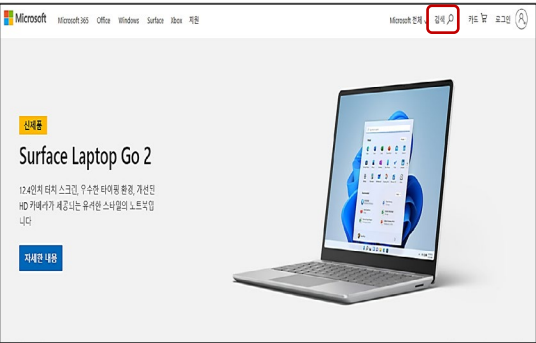 Microsoft Microsoft 365 Office Windows Surface Xbox 지원 Microsoft 전체 검색 카트 로그인
신제품
Surface Laptop Go 2
12.4인치 터치 스크린, 우수한 타이핑 환경, 개선된
HD 카메라가 제공되는 유려한 스타일의 노트북입
니다
자세한 내용